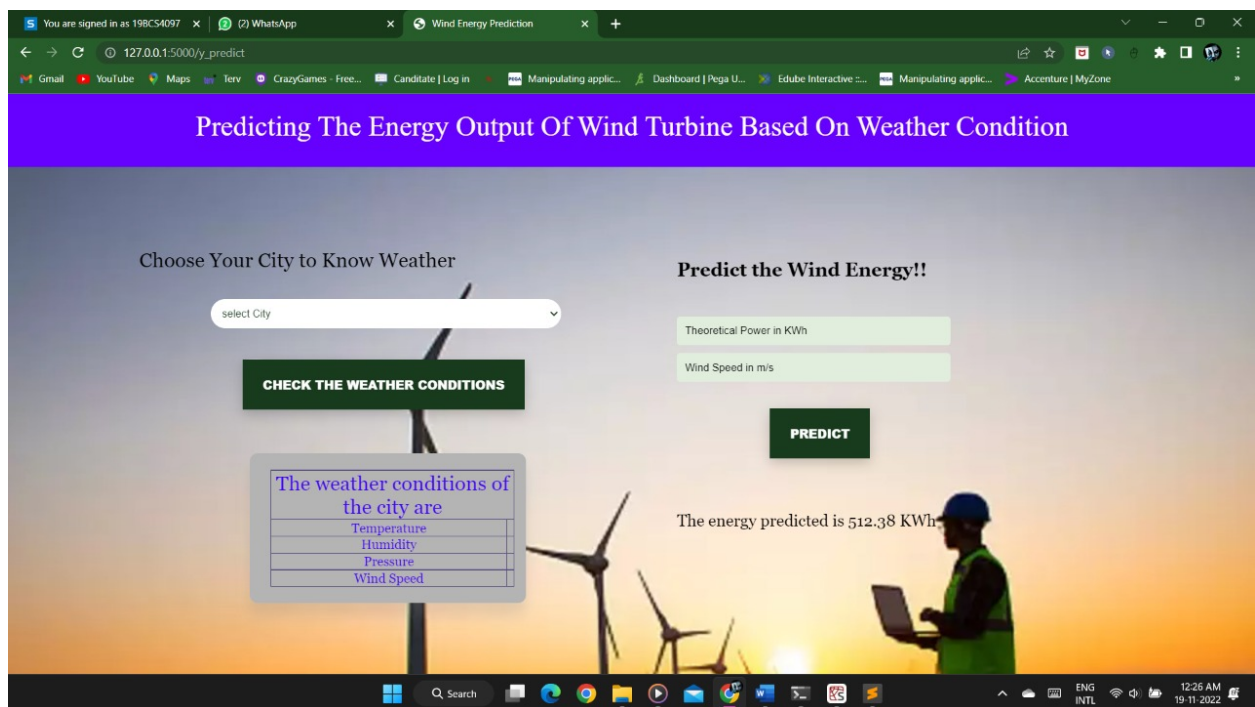 You are signed in as 19BCS4097
(2) WhatsApp
Wind Energy Prediction
127.0.0.1:5000/y_predict
Gmail YouTube Maps Terv CrazyGames - Free... Canditate | Log in Manipulating applic... Dashboard | Pega U... Edube Interactive ::... Manipulating applic... Accenture | MyZone »
Predicting The Energy Output Of Wind Turbine Based On Weather Condition
Choose Your City to Know Weather
select City
CHECK THE WEATHER CONDITIONS
The weather conditions of
the city are
Temperature
Humidity
Pressure
Wind Speed
Predict the Wind Energy!!
Theoretical Power in KWh
Wind Speed in m/s
PREDICT
The energy predicted is 512.38 KWh
Search
ENG
INTL
12:26 AM
19-11-2022